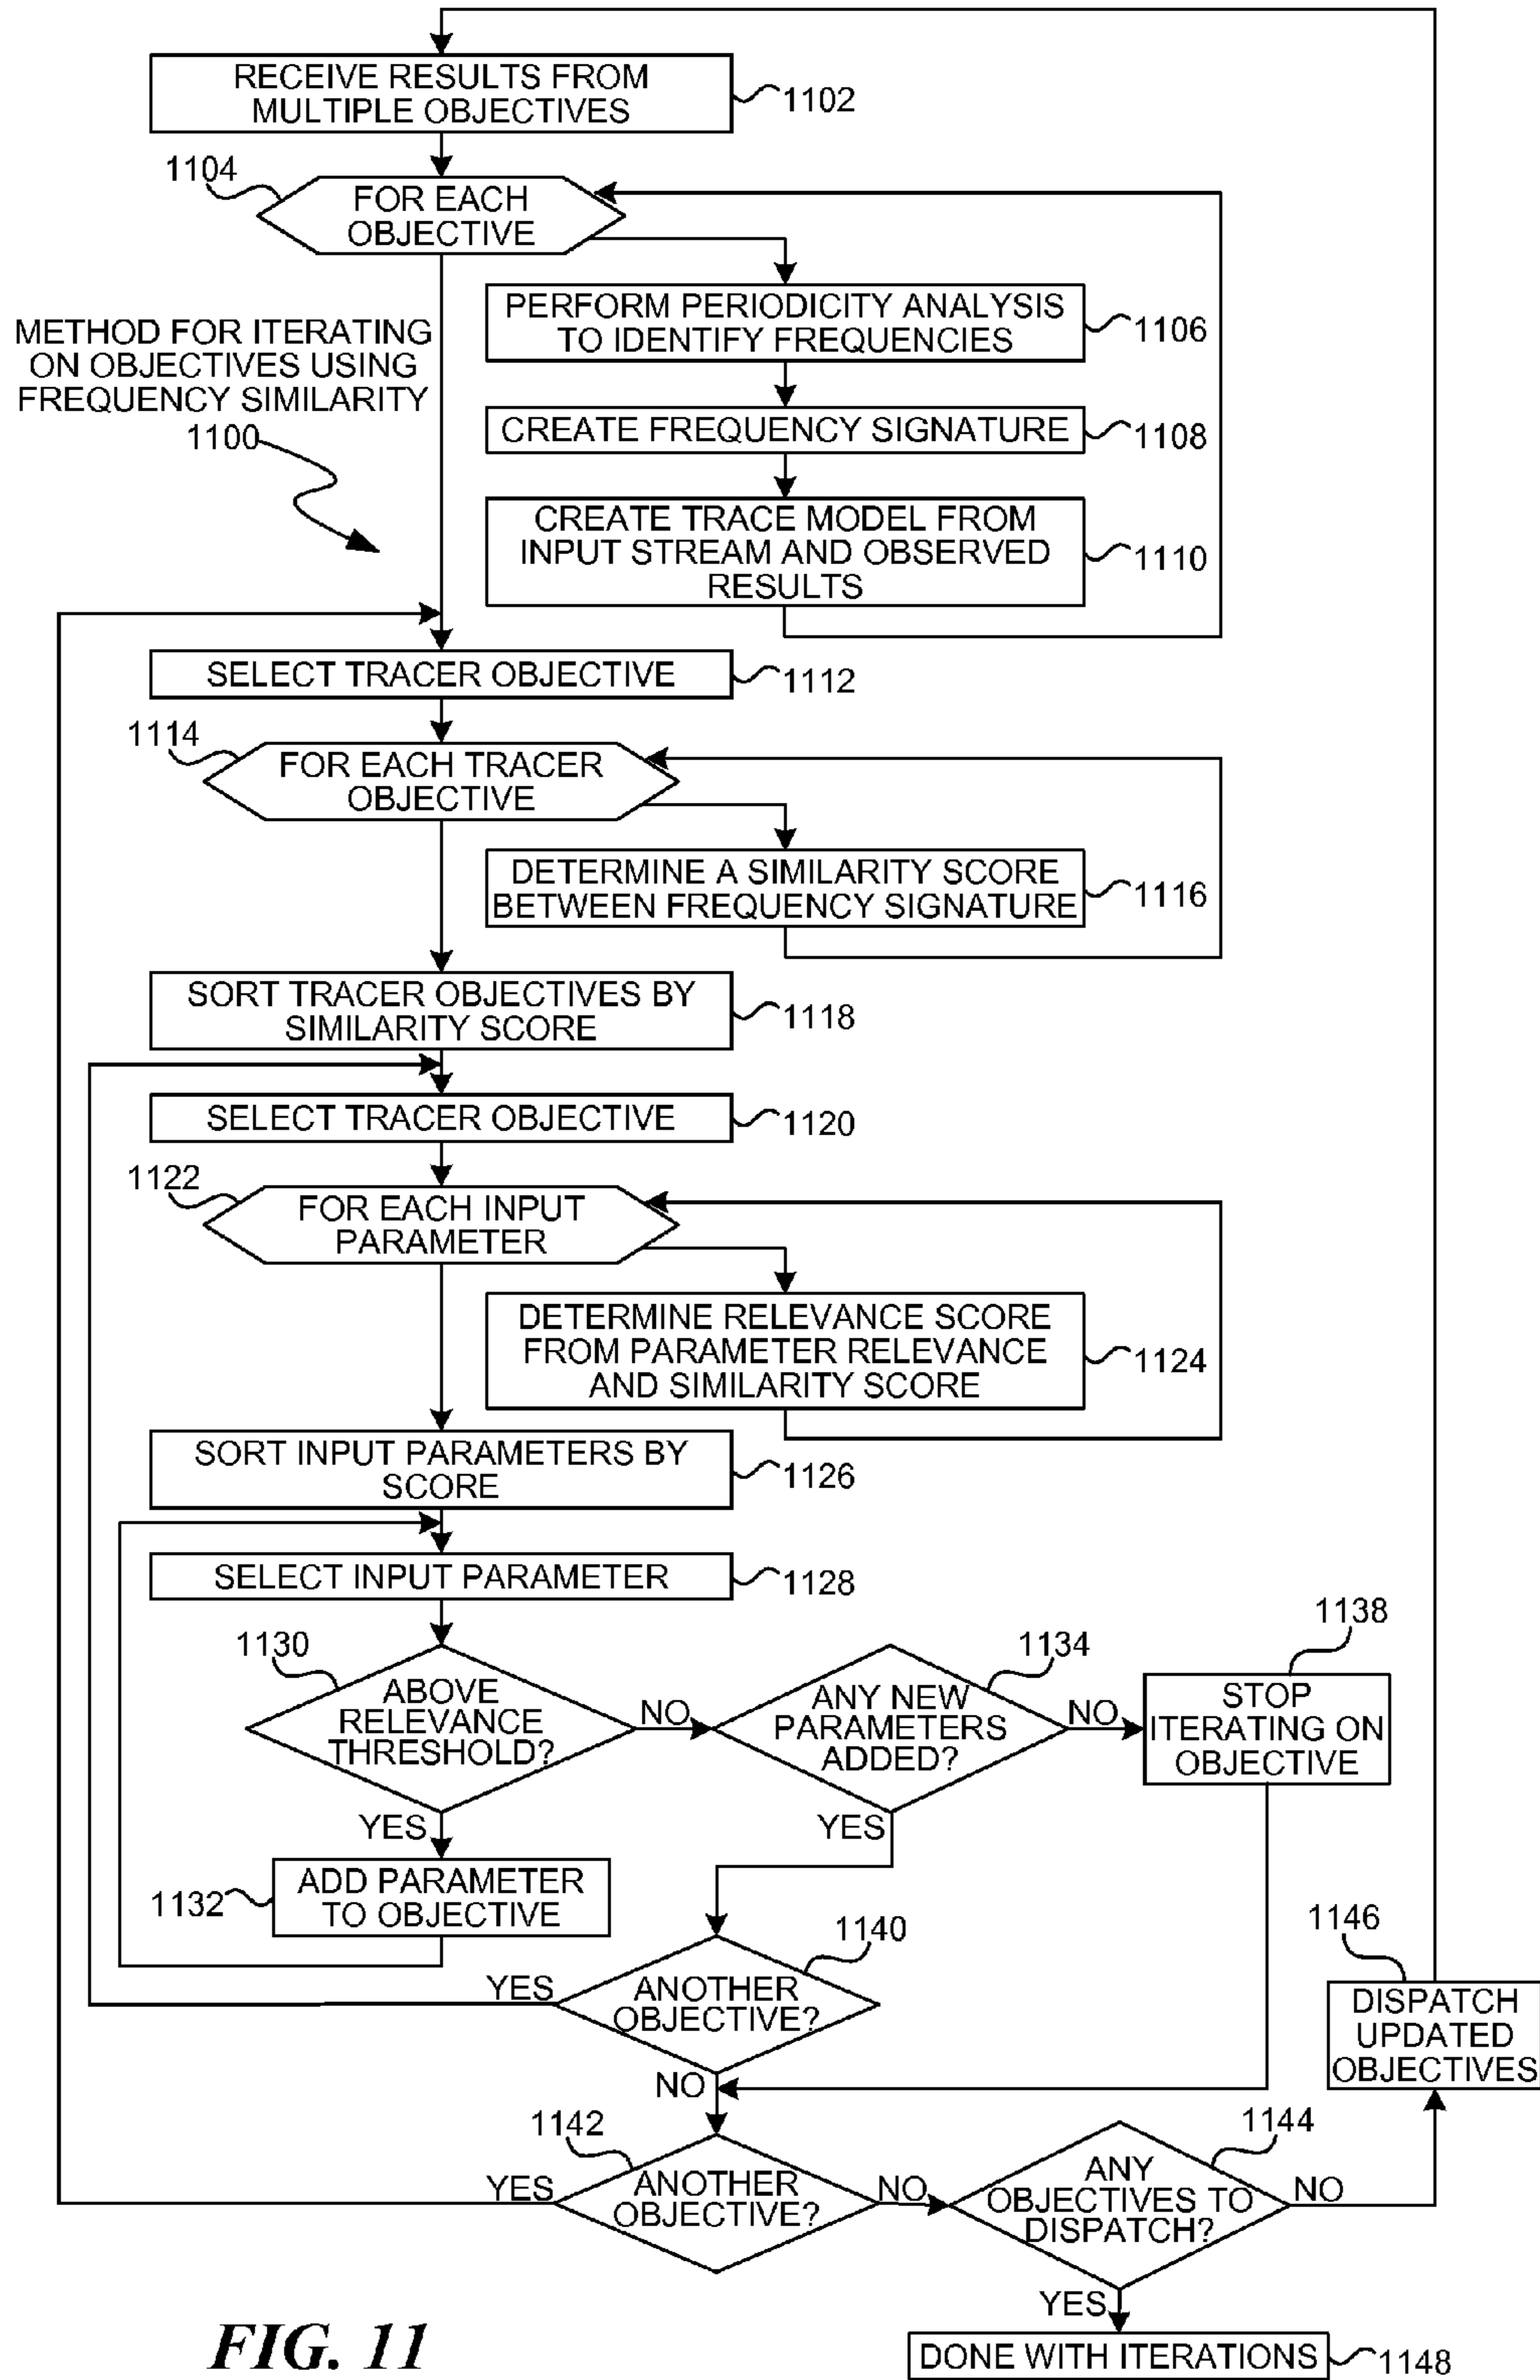 RECEIVE RESULTS FROM
MULTIPLE OBJECTIVES
1102
1104
FOR EACH
OBJECTIVE
PERFORM PERIODICITY ANALYSIS
TO IDENTIFY FREQUENCIES
1106
METHOD FOR ITERATING
ON OBJECTIVES USING
FREQUENCY SIMILARITY
1100
CREATE FREQUENCY SIGNATURE
1108
CREATE TRACE MODEL FROM
INPUT STREAM AND OBSERVED
RESULTS
1110
SELECT TRACER OBJECTIVE
1112
1114
FOR EACH TRACER
OBJECTIVE
DETERMINE A SIMILARITY SCORE
BETWEEN FREQUENCY SIGNATURE
1116
SORT TRACER OBJECTIVES BY
SIMILARITY SCORE
1118
SELECT TRACER OBJECTIVE
1120
1122
FOR EACH INPUT
PARAMETER
DETERMINE RELEVANCE SCORE
FROM PARAMETER RELEVANCE
AND SIMILARITY SCORE
1124
SORT INPUT PARAMETERS BY
SCORE
1126
SELECT INPUT PARAMETER
1128
1130
ABOVE
RELEVANCE
THRESHOLD?
NO
YES
1134
ANY NEW
PARAMETERS
ADDED?
NO
YES
1138
STOP
ITERATING ON
OBJECTIVE
1132
ADD PARAMETER
TO OBJECTIVE
1140
ANOTHER
OBJECTIVE?
YES
NO
1146
DISPATCH
UPDATED
OBJECTIVES
1142
ANOTHER
OBJECTIVE?
YES
NO
1144
ANY
OBJECTIVES TO
DISPATCH?
NO
YES
DONE WITH ITERATIONS
1148
FIG. 11